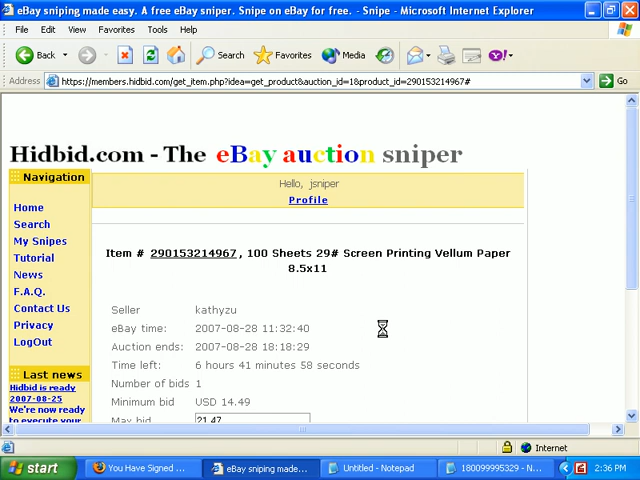 eBay sniping made easy. A free eBay sniper. Snipe on eBay for free. - Snipe - Microsoft Internet Explorer
File Edit View Favorites Tools Help
Back Search Favorites Media
Address https://members.hidbid.com/get_item.php?idea=get_product&auction_id=1&product_id=290153214967# Go
Hidbid.com - The eBay auction sniper
Navigation
Home
Search
My Snipes
Tutorial
News
F.A.Q.
Contact Us
Privacy
LogOut
Last news
Hidbid is ready
2007-08-25
We're now ready
to execute your
Hello, jsniper
Profile
Item # 290153214967, 100 Sheets 29# Screen Printing Vellum Paper
8.5x11
Seller kathyzu
eBay time: 2007-08-28 11:32:40
Auction ends: 2007-08-28 18:18:29
Time left: 6 hours 41 minutes 58 seconds
Number of bids 1
Minimum bid USD 14.49
Max bid 21.47
Internet
start You Have Signed ... eBay sniping made... Untitled - Notepad 180099995329 - N... 2:36 PM